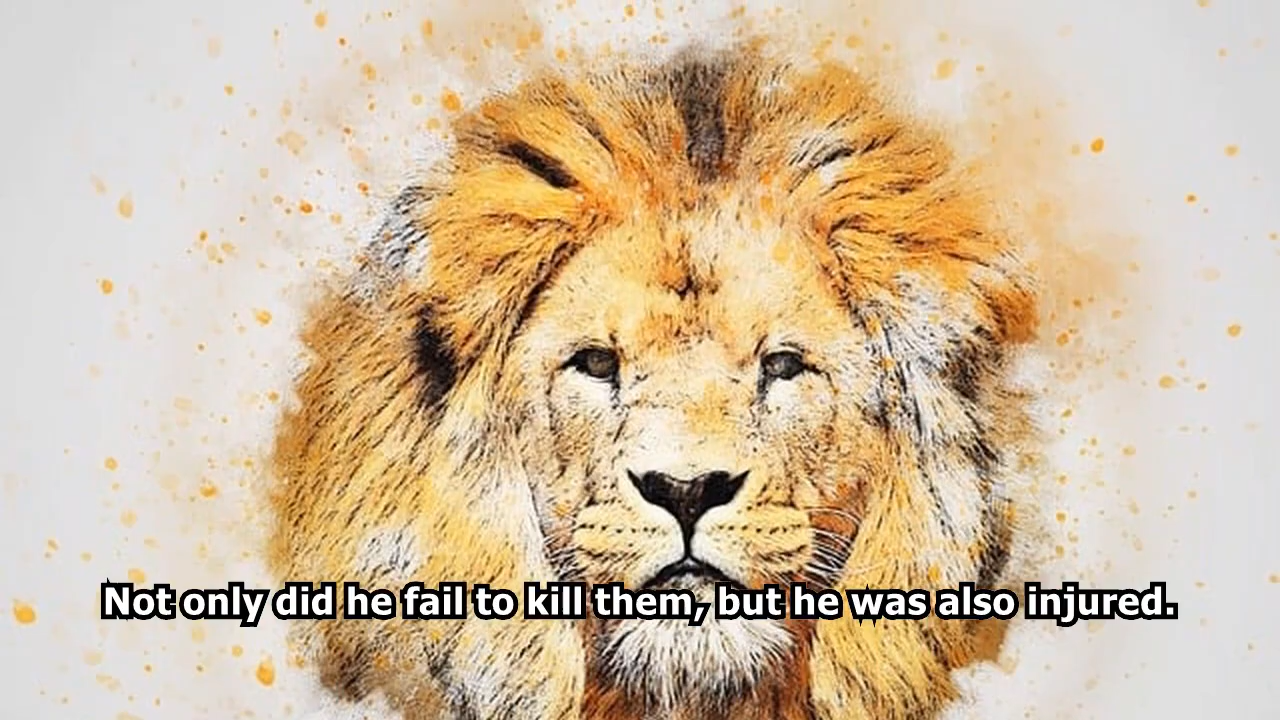 Not only did he fail to kill them, but he was also injured.